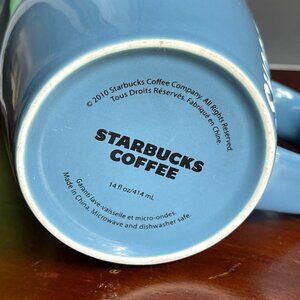 © 2010 Starbucks Coffee Company. All Rights Reserved.
Tous Droits Réservés. Fabriqué en Chine.
STARBUCKS
COFFEE
14 fl oz/414 mL
Garanti lave-vaisselle et micro-ondes.
Made in China. Microwave and dishwasher safe.